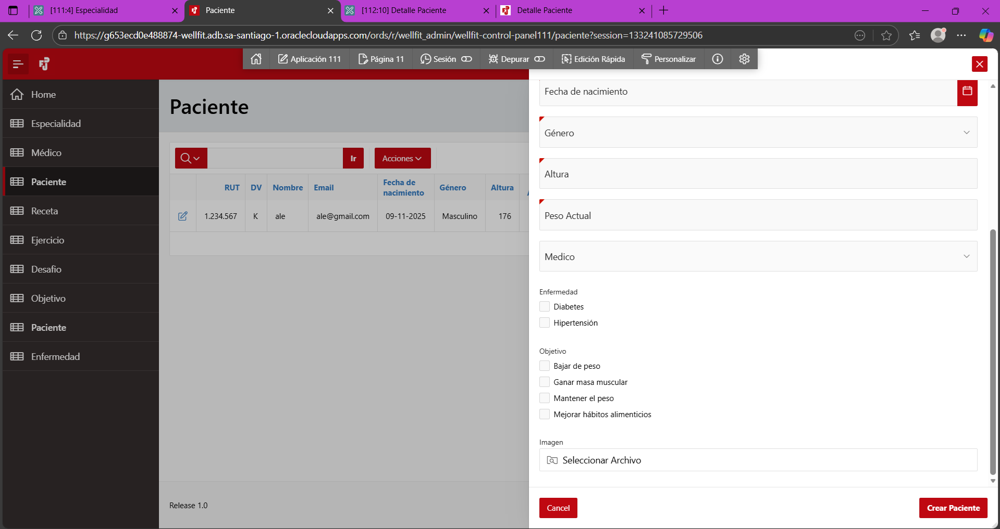 [111:4] Especialidad
Paciente
[112:10] Detalle Paciente
Detalle Paciente
https://g653ecd0e488874-wellfit.adb.sa-santiago-1.oraclecloudapps.com/ords/r/wellfit_admin/wellfit-control-panel111/paciente?session=133241085729506
Aplicación 111
Página 11
Sesión
Depurar
Edición Rápida
Personalizar
Home
Especialidad
Médico
Paciente
Receta
Ejercicio
Desafio
Objetivo
Paciente
Enfermedad
Paciente
Ir
Acciones
RUT DV Nombre Email Fecha de nacimiento Género Altura
1.234.567 K ale ale@gmail.com 09-11-2025 Masculino 176
Release 1.0
Fecha de nacimiento
Género
Altura
Peso Actual
Medico
Enfermedad
Diabetes
Hipertensión
Objetivo
Bajar de peso
Ganar masa muscular
Mantener el peso
Mejorar hábitos alimenticios
Imagen
Seleccionar Archivo
Cancel
Crear Paciente